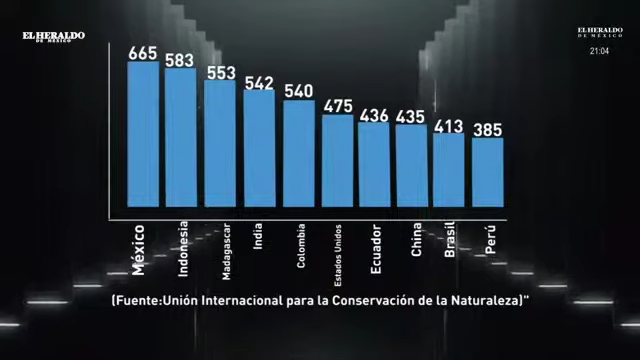 EL HERALDO
DE MÉXICO
EL HERALDO
DE MÉXICO
21:04
665
583
553
542
540
475
436
435
413
385
México
Indonesia
Madagascar
India
Colombia
Estados Unidos
Ecuador
China
Brasil
Perú
(Fuente:Unión Internacional para la Conservación de la Naturaleza)"